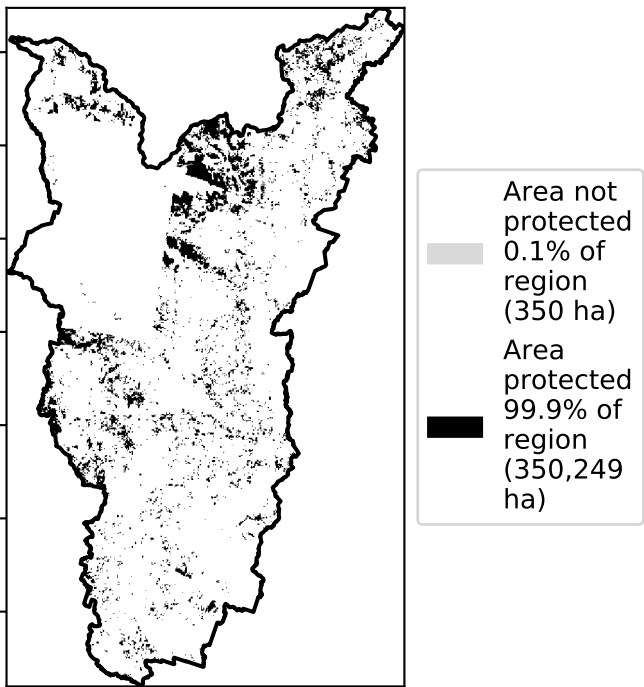 Area not
protected
0.1% of
region
(350 ha)
Area
protected
99.9% of
region
(350,249
ha)